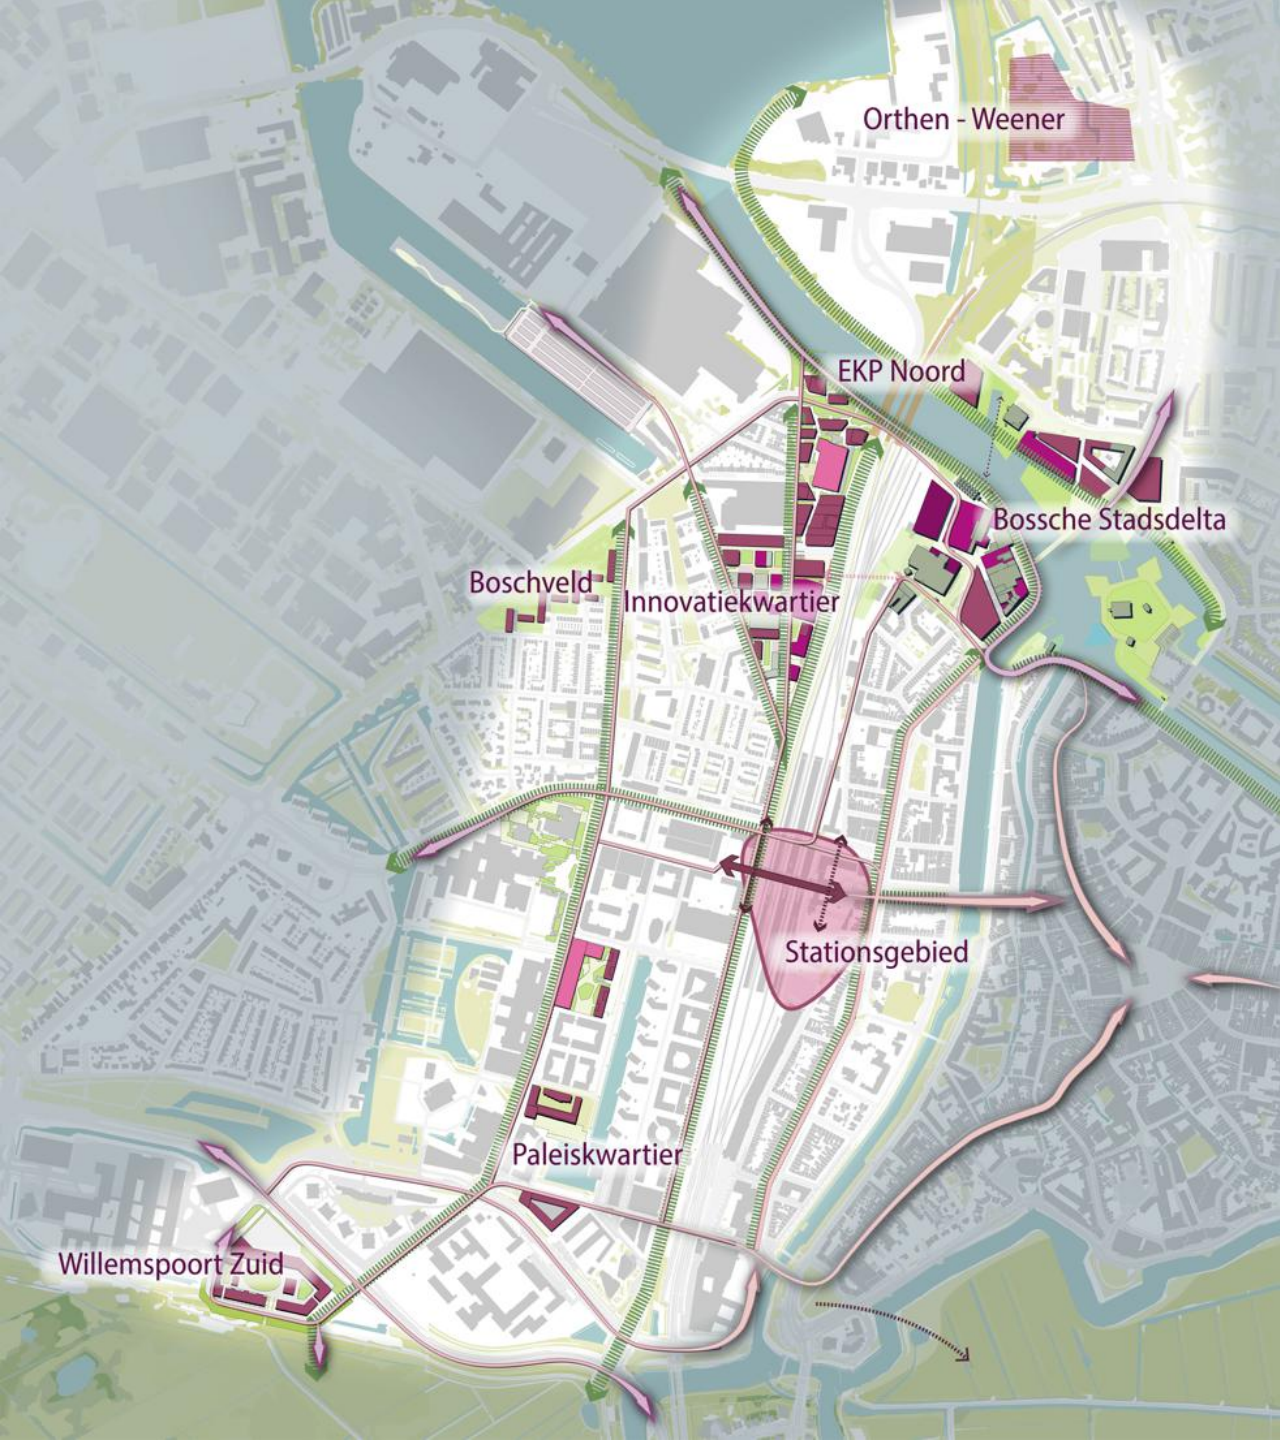 Orthen - Weener
EKP Noord
Bossche Stadsdelta
Boschveld
Innovatiekwartier
Stationsgebied
Paleiskwartier
Willemspoort Zuid